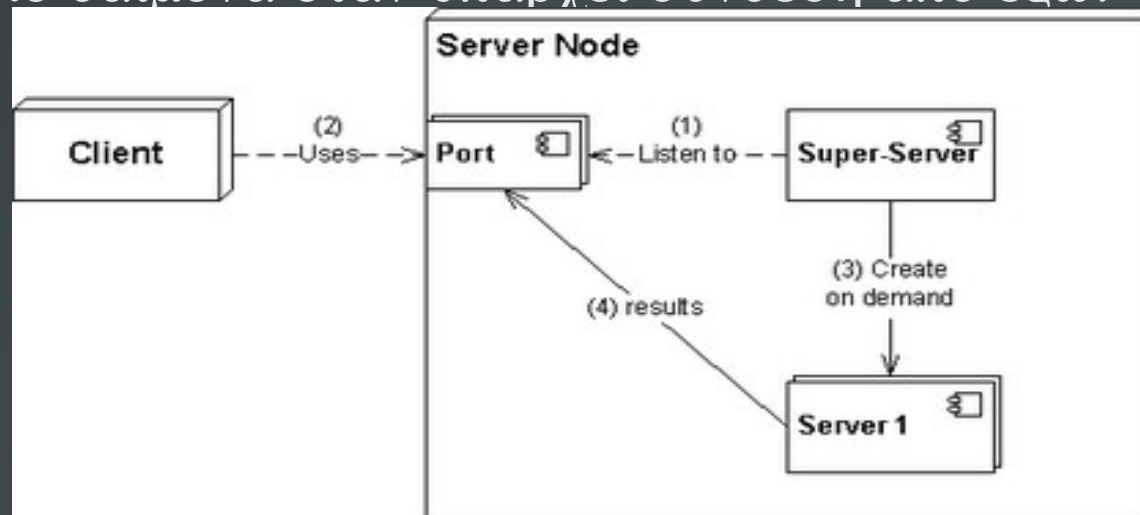 Server Node
Client
(2)
Uses
Port
(1)
Listen to
Super-Server
(3) Create
on demand
(4) results
Server 1